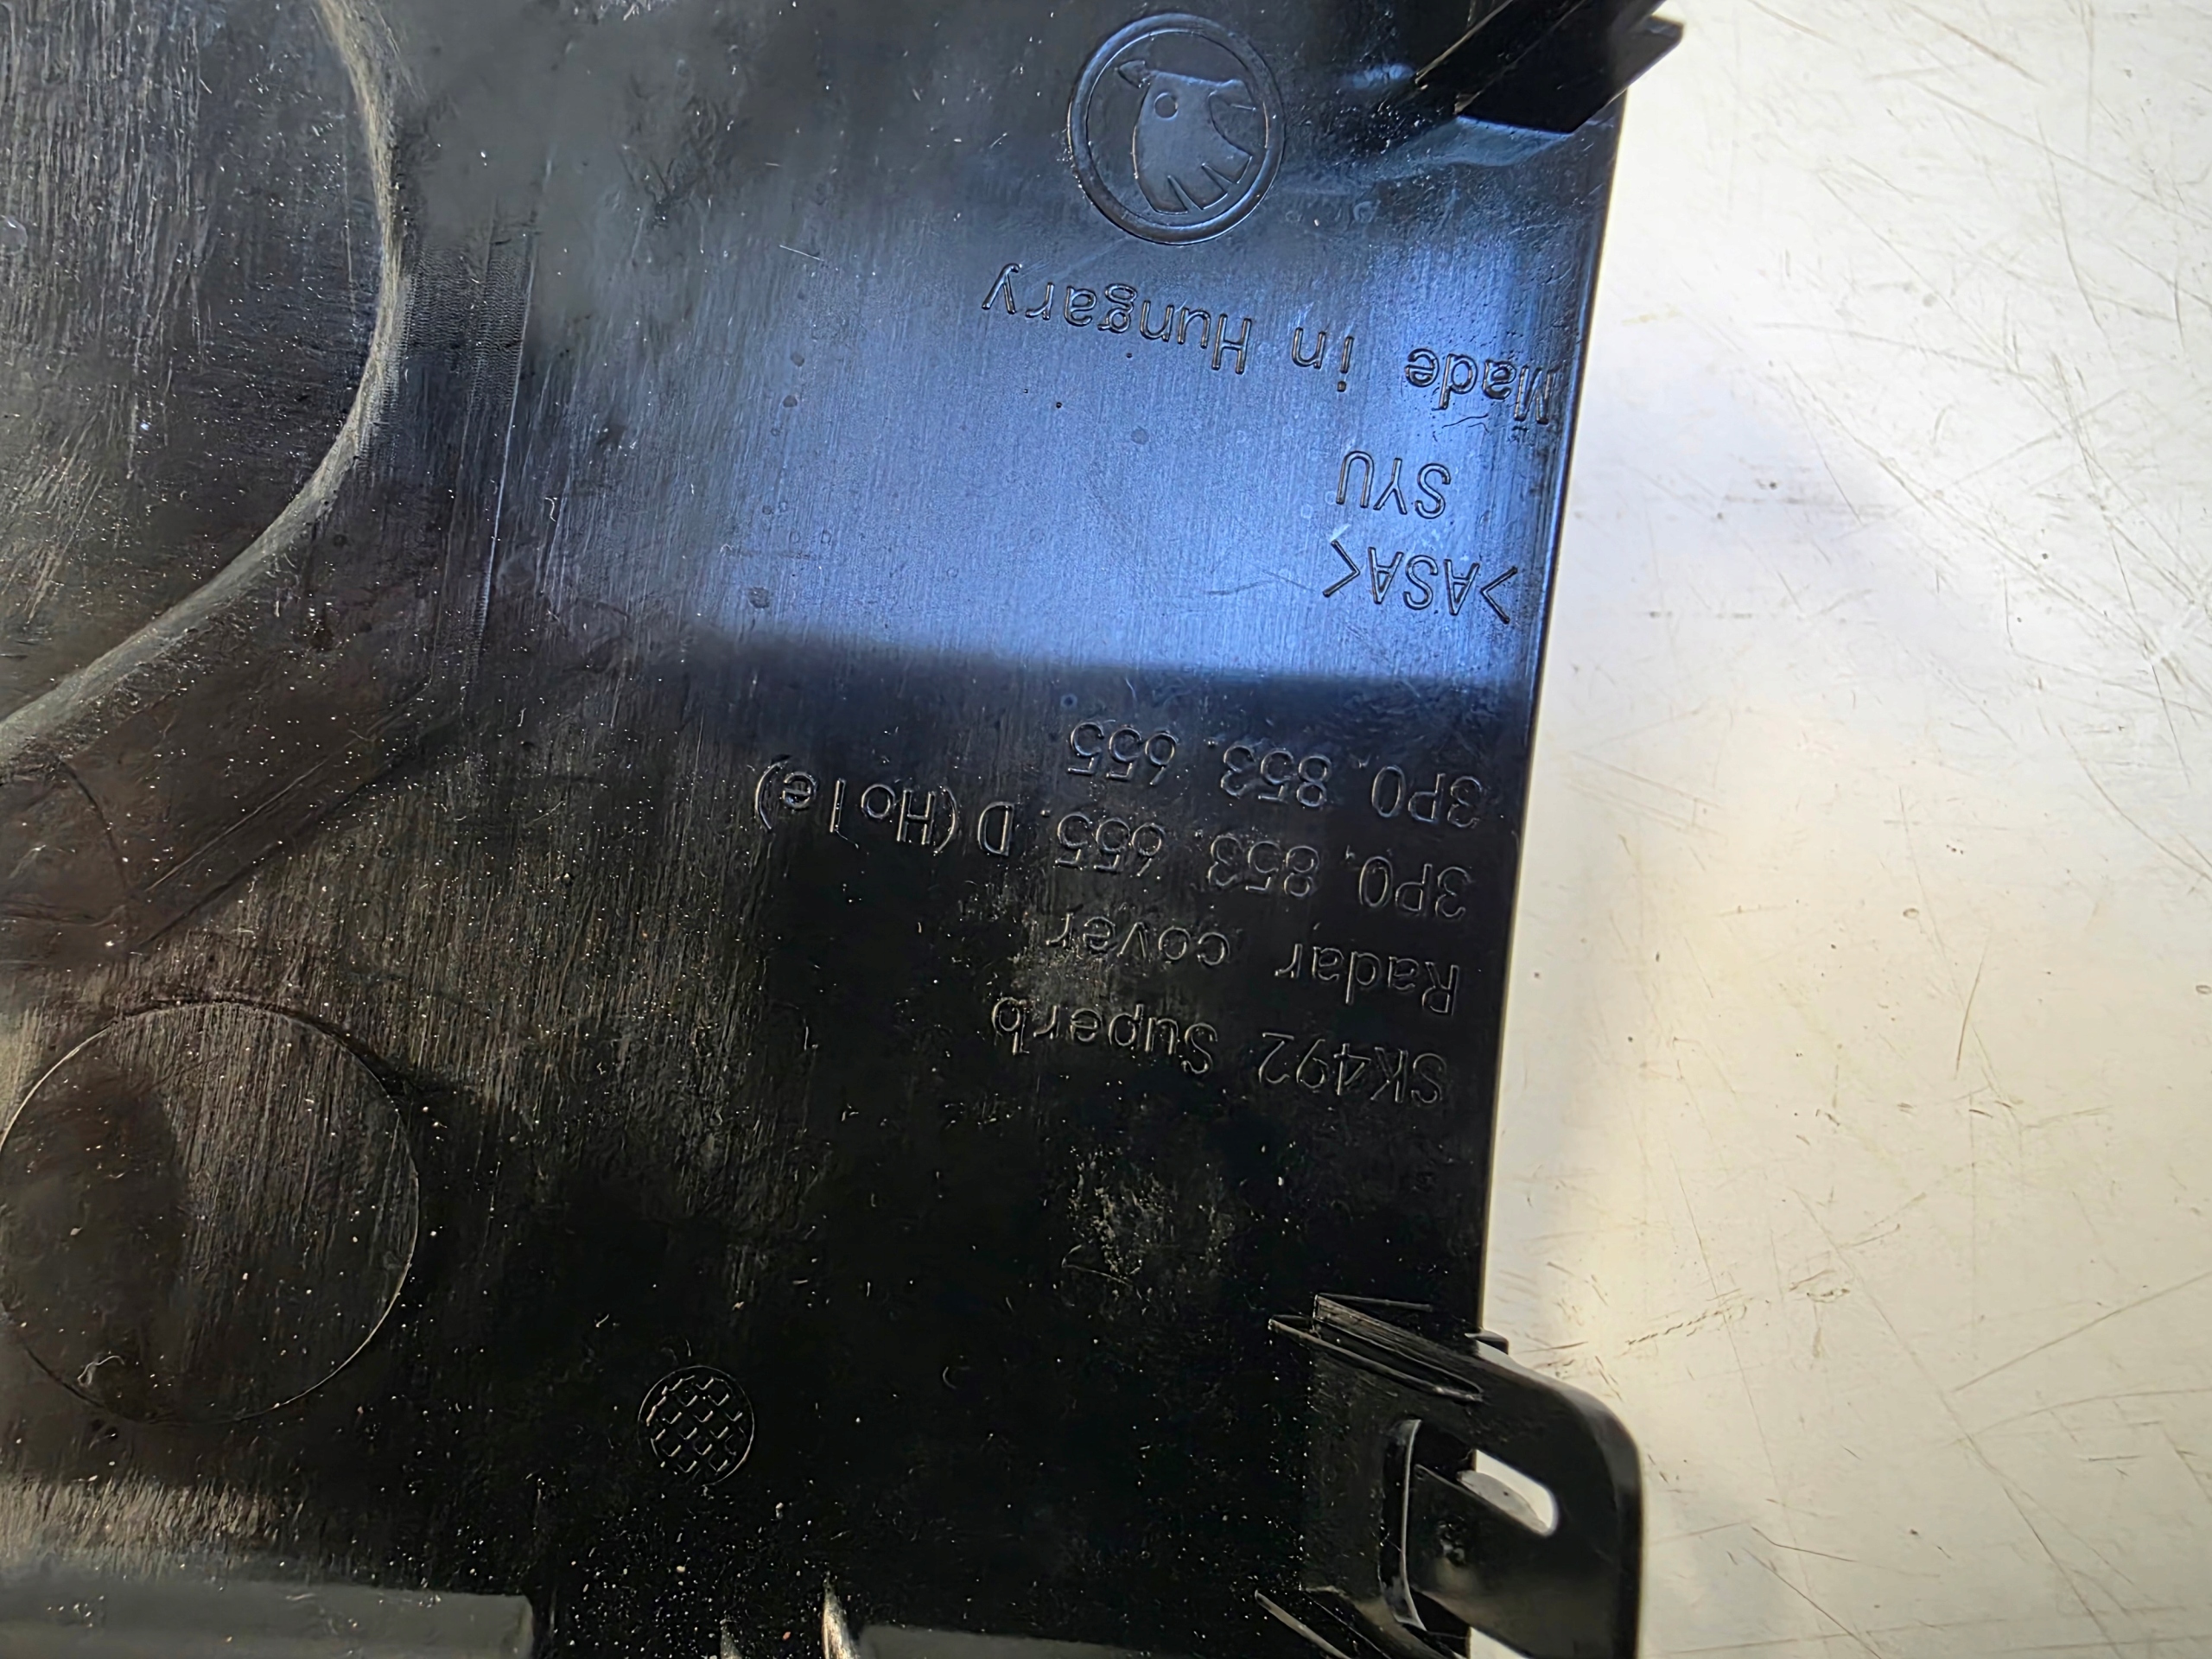 SK492 Superb
Radar cover
3P0.853.655.D(Hole)
3P0.853.655
>ASA<
SYU
Made in Hungary